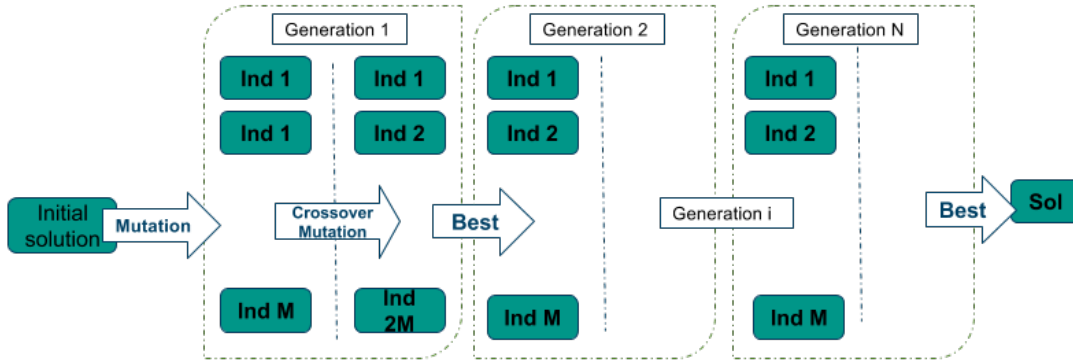 Generation 1
Generation 2
Generation N
Ind 1
Ind 1
Ind 1
Ind 1
Ind 1
Ind 2
Ind 2
Ind 2
Initial
solution
Mutation
Crossover
Mutation
Best
Generation i
Best
Sol
Ind M
Ind
2M
Ind M
Ind M